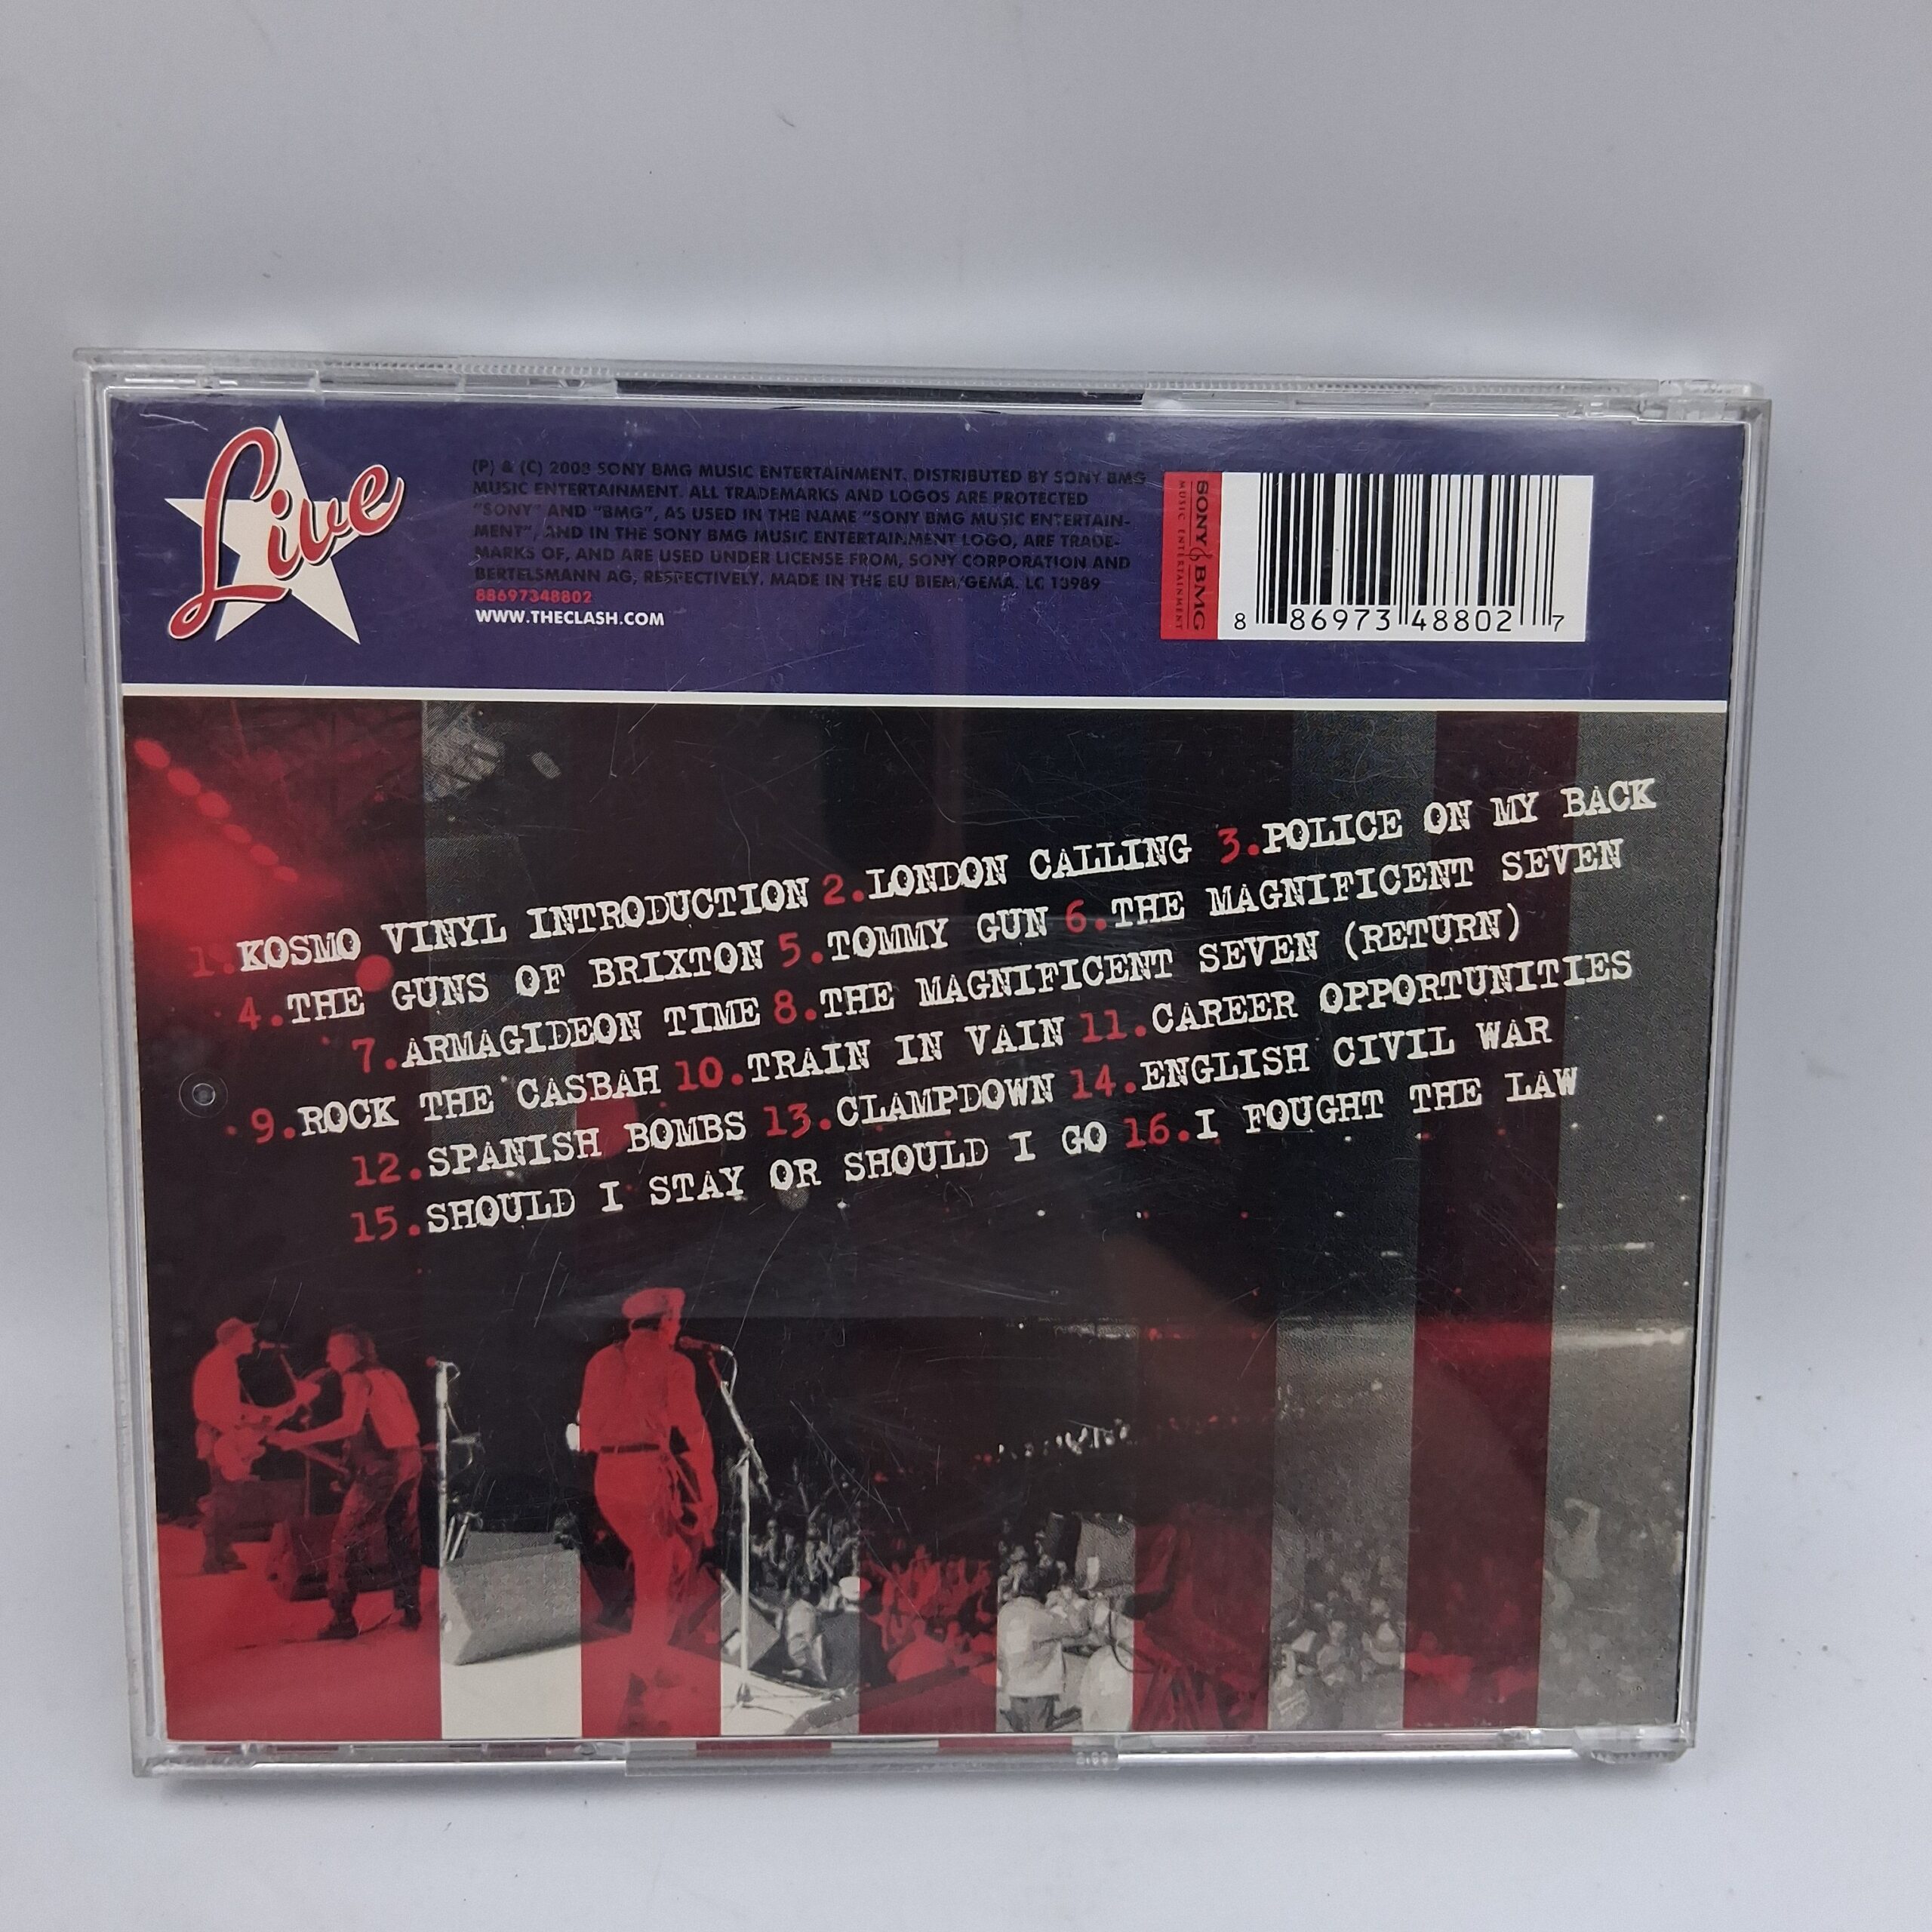 Live
(P) & (C) 2008 SONY BMG MUSIC ENTERTAINMENT. DISTRIBUTED BY SONY BMG
MUSIC ENTERTAINMENT. ALL TRADEMARKS AND LOGOS ARE PROTECTED
"SONY" AND "BMG", AS USED IN THE NAME "SONY BMG MUSIC ENTERTAIN-
MENT", AND IN THE SONY BMG MUSIC ENTERTAINMENT LOGO, ARE TRADE-
MARKS OF, AND ARE USED UNDER LICENSE FROM, SONY CORPORATION AND
BERTELSMANN AG, RESPECTIVELY. MADE IN THE EU BIEM/GEMA. LC 13989
88697348802
WWW.THECLASH.COM
SONY BMG
MUSIC ENTERTAINMENT
8 86973 48802 7
1.KOSMO VINYL INTRODUCTION 2.LONDON CALLING 3.POLICE ON MY BACK
4.THE GUNS OF BRIXTON 5.TOMMY GUN 6.THE MAGNIFICENT SEVEN
7.ARMAGIDEON TIME 8.THE MAGNIFICENT SEVEN (RETURN)
9.ROCK THE CASBAH 10.TRAIN IN VAIN 11.CAREER OPPORTUNITIES
12.SPANISH BOMBS 13.CLAMPDOWN 14.ENGLISH CIVIL WAR
15.SHOULD I STAY OR SHOULD I GO 16.I FOUGHT THE LAW